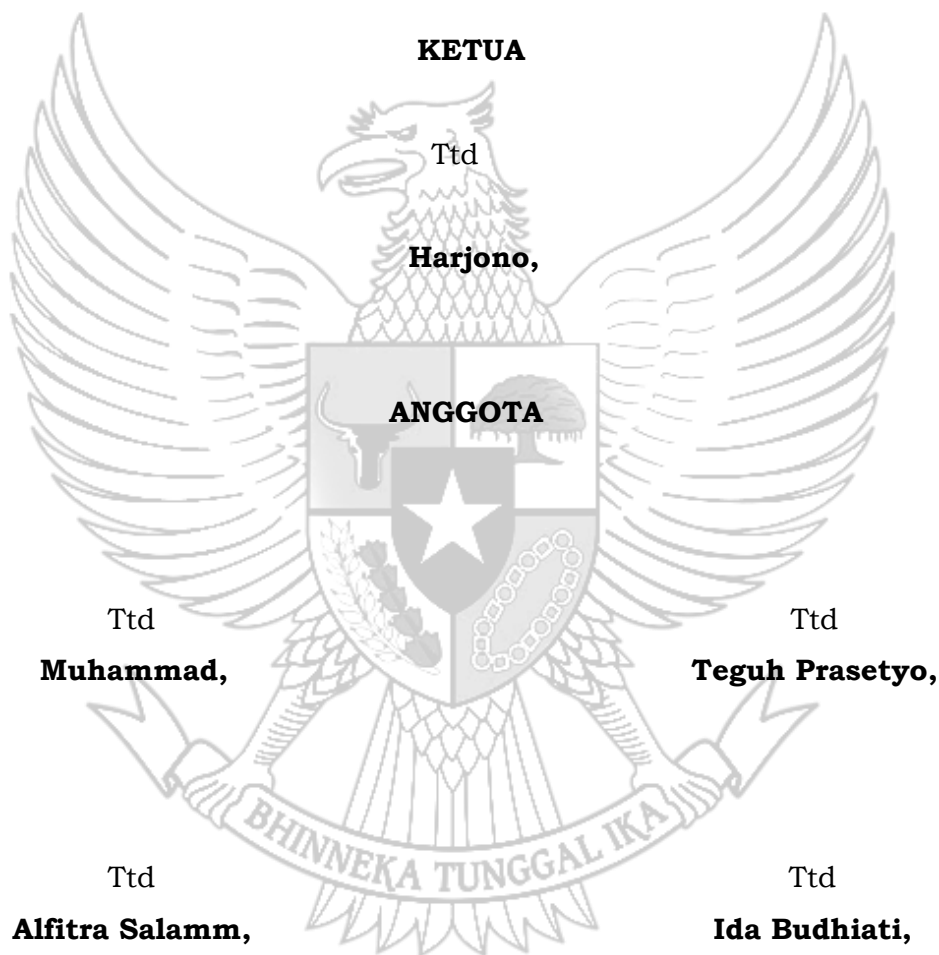 KETUA
Ttd
Harjono,
ANGGOTA
Ttd Ttd
Muhammad, Teguh Prasetyo,
BHINNEKA TUNGGAL IKA
Ttd Ttd
Alfitra Salamm, Ida Budhiati,